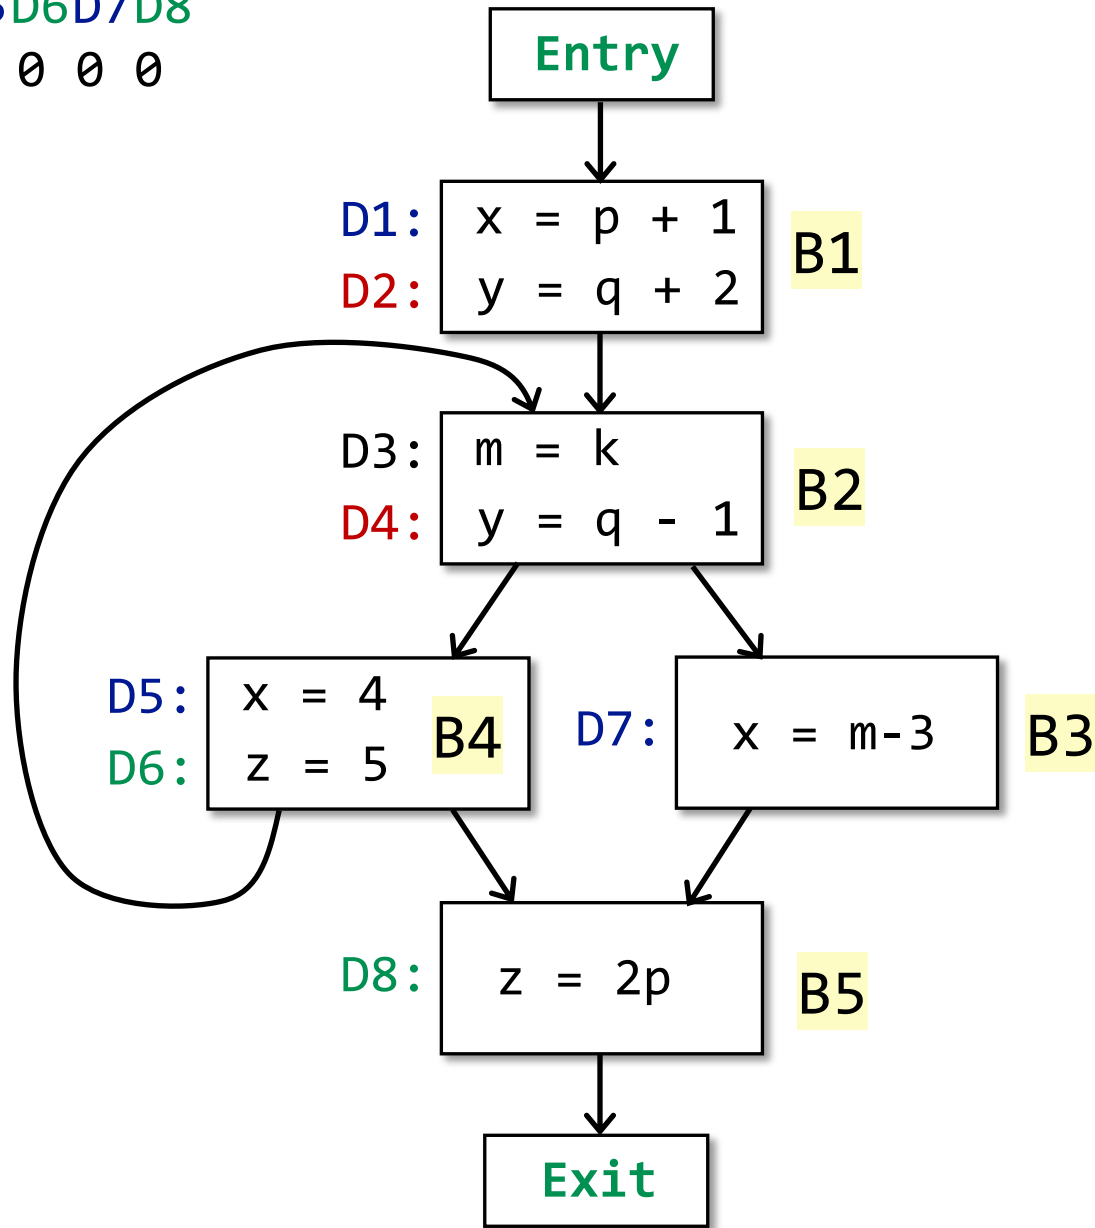 D6D7D8
0 0 0
Entry
D1: x = p + 1
D2: y = q + 2
B1
D3: m = k
D4: y = q - 1
B2
D5: x = 4
D6: z = 5
B4
D7: x = m-3
B3
D8: z = 2p
B5
Exit